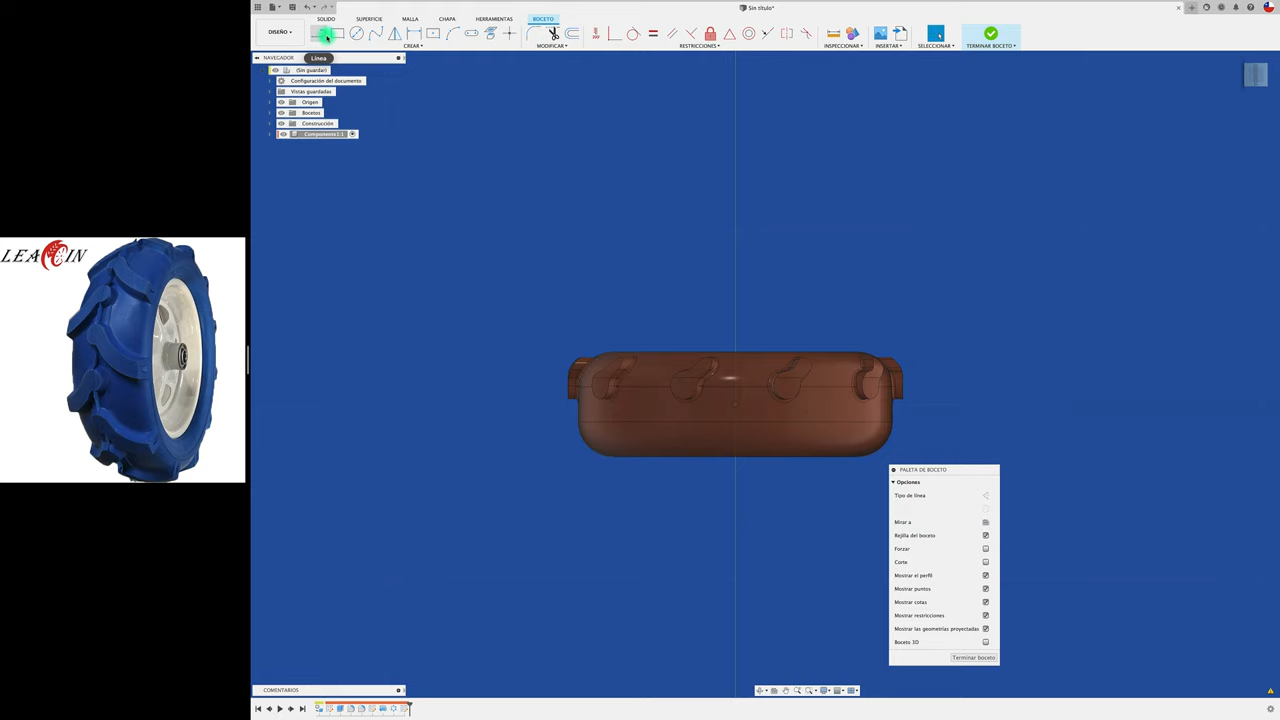 Sin título*
SOLIDO
SUPERFICIE
MALLA
CHAPA
HERRAMIENTAS
BOCETO
DISEÑO
CREAR
MODIFICAR
RESTRICCIONES
INSPECCIONAR
INSERTAR
SELECCIONAR
TERMINAR BOCETO
Línea
NAVEGADOR
(Sin guardar)
Configuración del documento
Vistas guardadas
Origen
Bocetos
Construcción
Componente1:1
PALETA DE BOCETO
Opciones
Tipo de línea
Mirar a
Rejilla del boceto
Forzar
Corte
Mostrar el perfil
Mostrar puntos
Mostrar cotas
Mostrar restricciones
Mostrar las geometrías proyectadas
Boceto 3D
Terminar boceto
COMENTARIOS